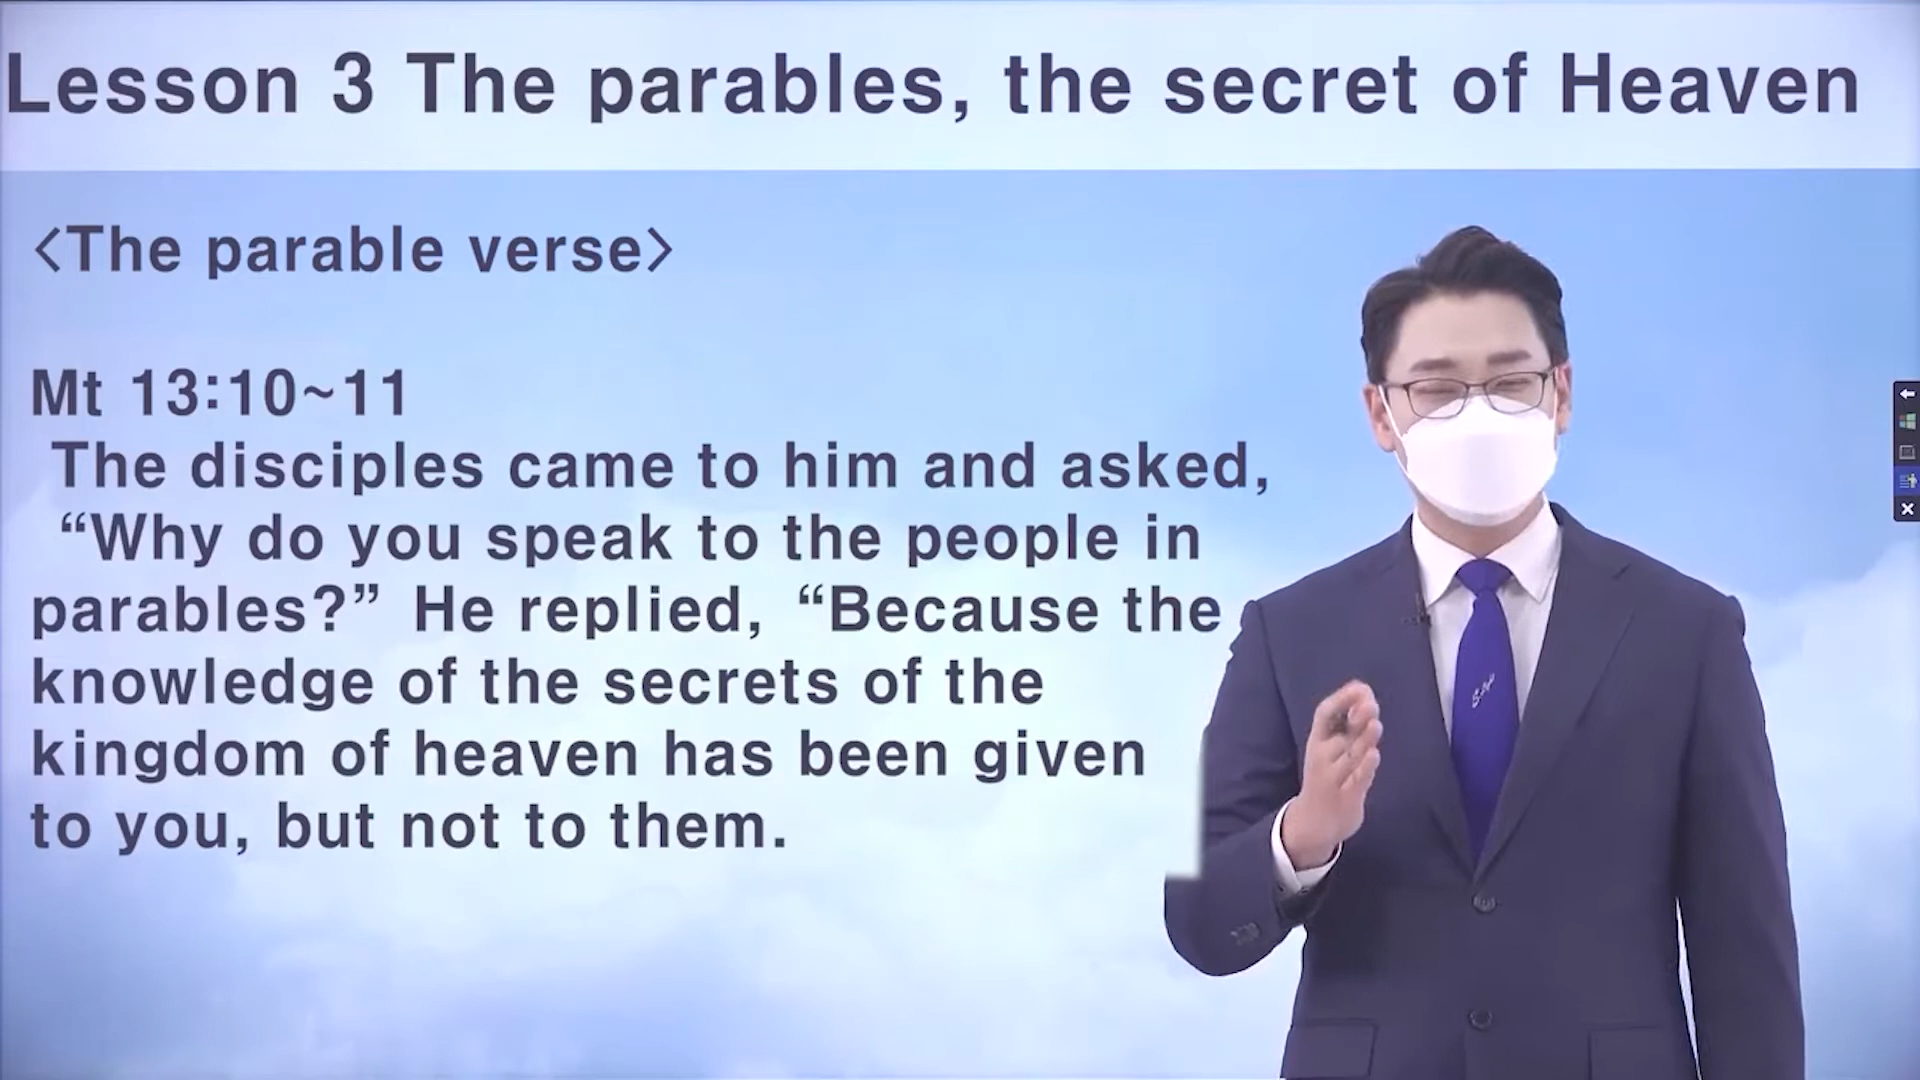 Lesson 3 The parables, the secret of Heaven
<The parable verse>
Mt 13:10~11
The disciples came to him and asked,
“Why do you speak to the people in
parables?” He replied, “Because the
knowledge of the secrets of the
kingdom of heaven has been given
to you, but not to them.